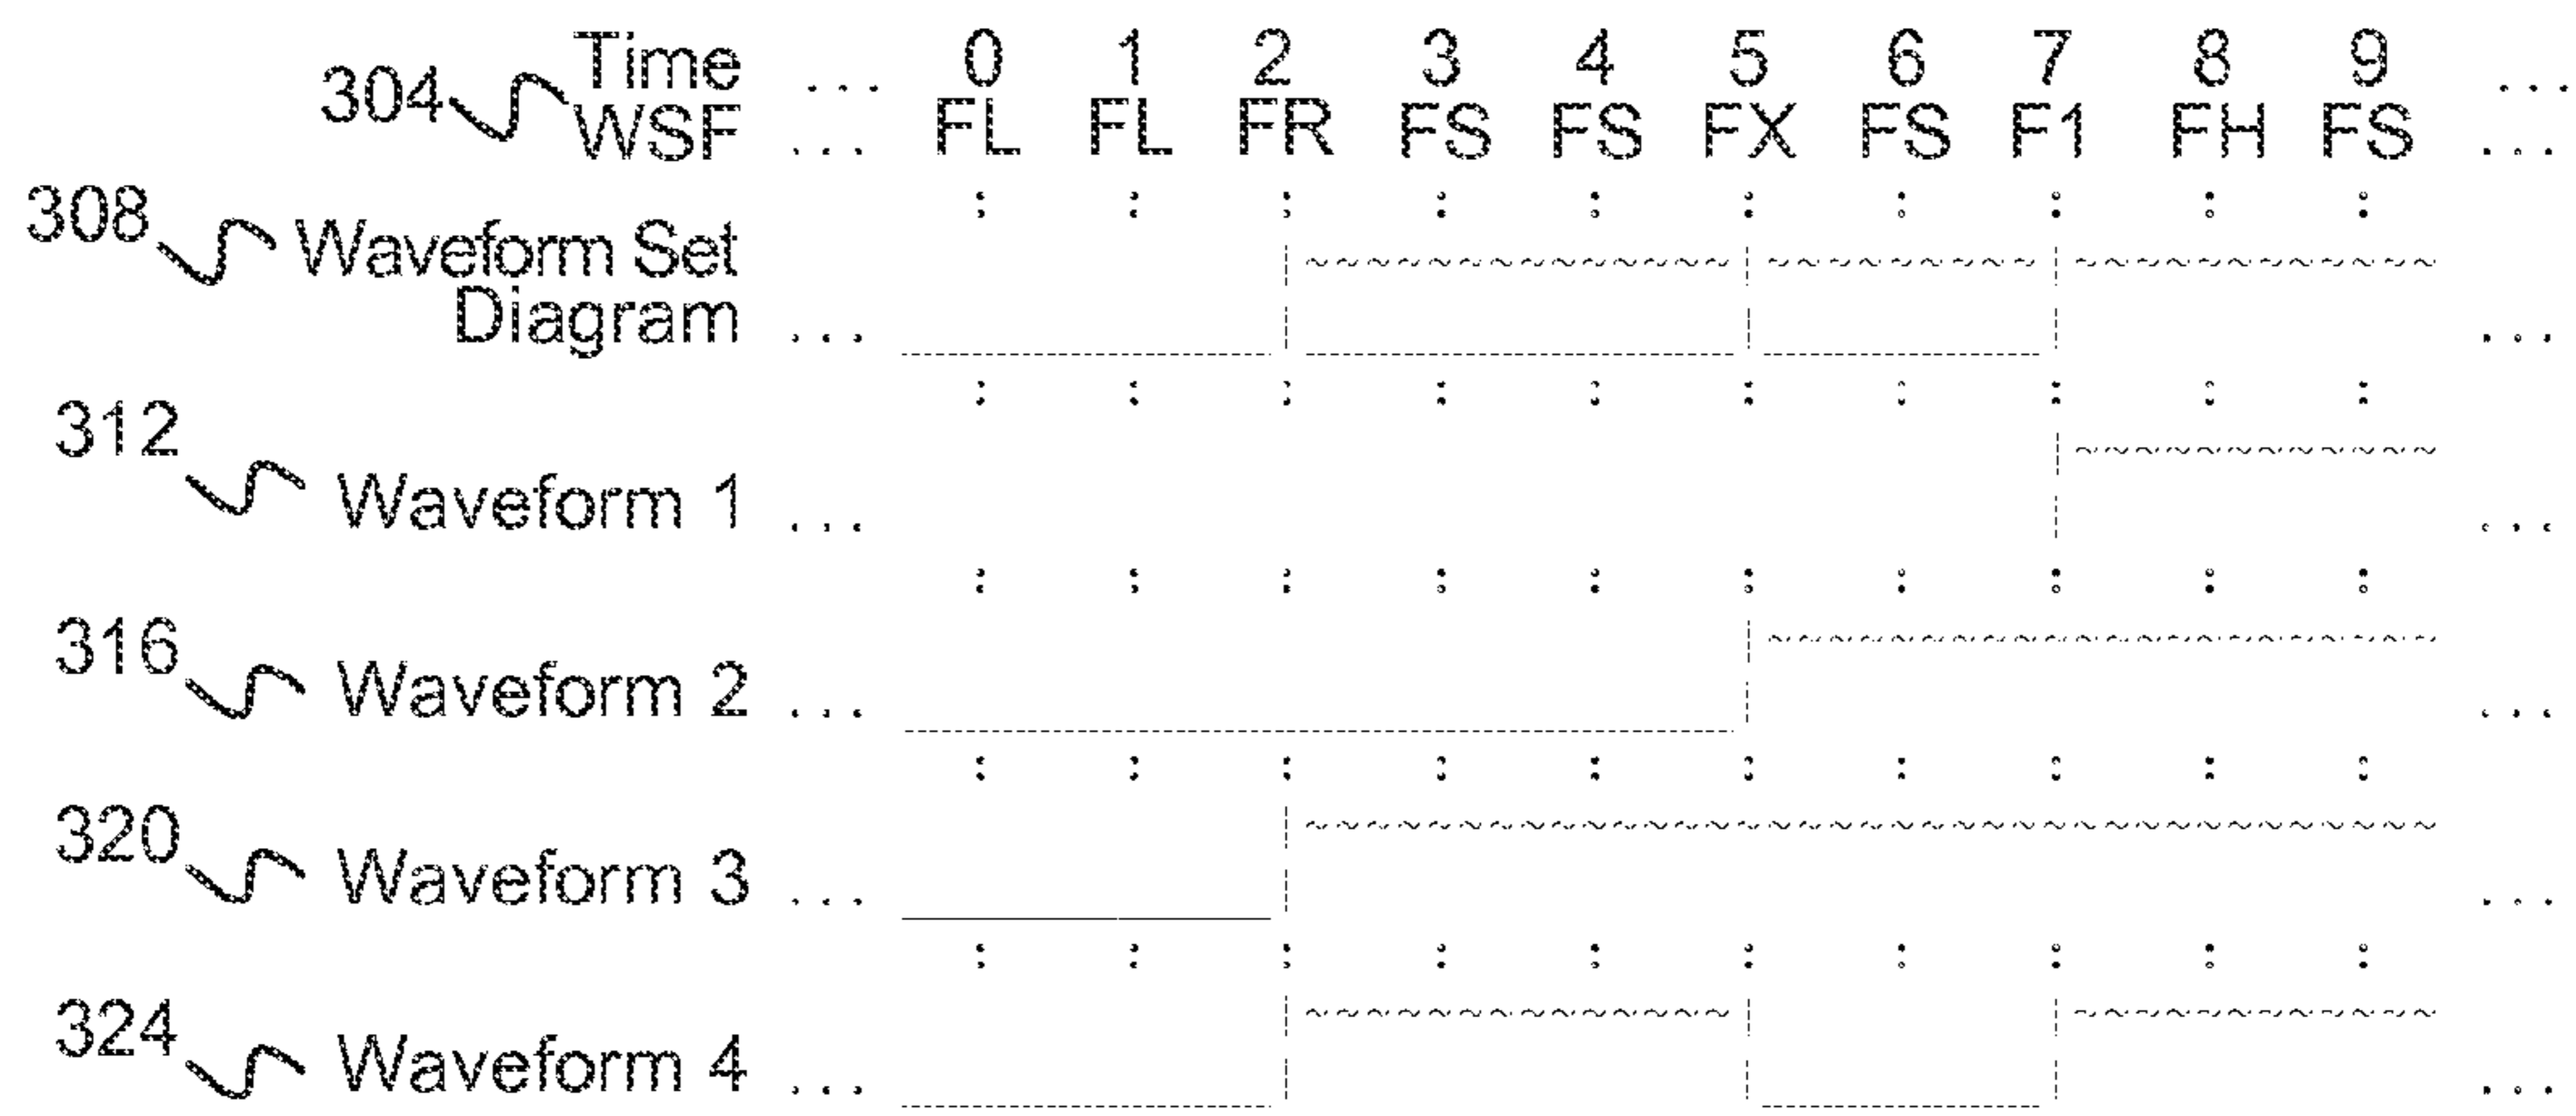 304 Time ... 0 1 2 3 4 5 6 7 8 9 ...
WSF ... FL FL FR FS FS FX FS F1 FH FS ...
308 Waveform Set
Diagram ... ...
312
Waveform 1 ... ...
316
Waveform 2 ... ...
320
Waveform 3 ... ...
324
Waveform 4 ... ...